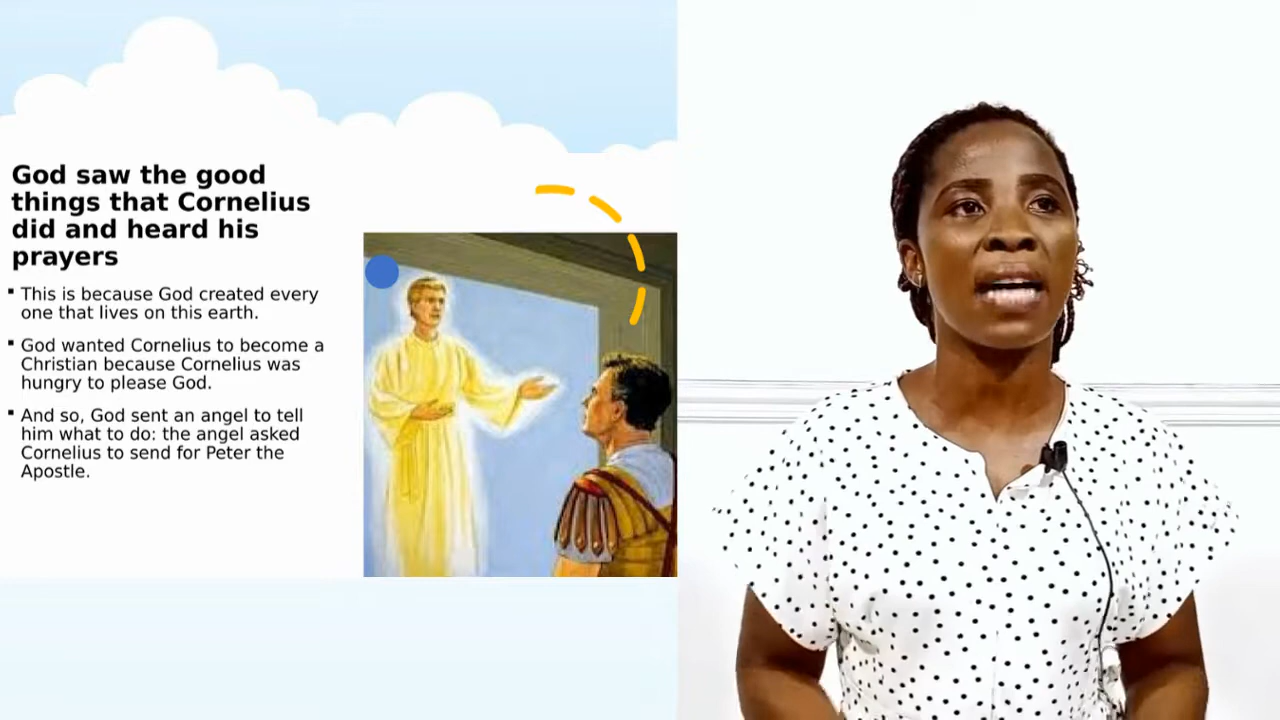 God saw the good
things that Cornelius
did and heard his
prayers
▪ This is because God created every
one that lives on this earth.
▪ God wanted Cornelius to become a
Christian because Cornelius was
hungry to please God.
▪ And so, God sent an angel to tell
him what to do: the angel asked
Cornelius to send for Peter the
Apostle.